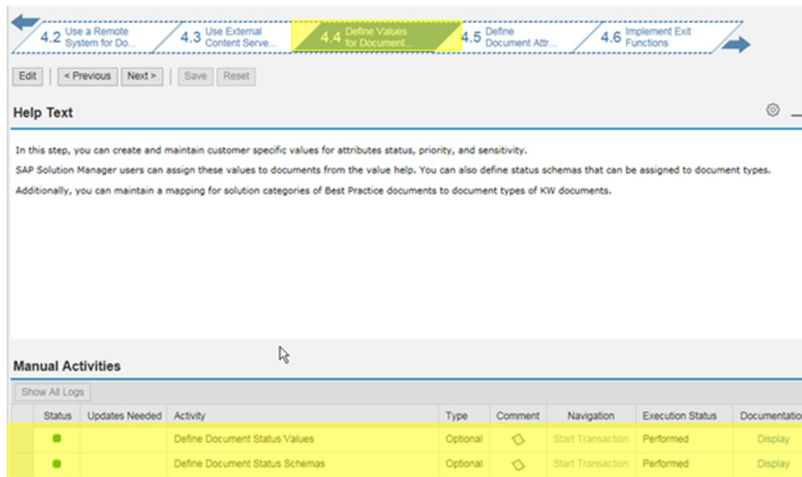 4.2 Use a Remote System for Do...
4.3 Use External Content Serve...
4.4 Define Values for Document...
4.5 Define Document Attr...
4.6 Implement Exit Functions
Edit < Previous Next > Save Reset
Help Text
In this step, you can create and maintain customer specific values for attributes status, priority, and sensitivity.
SAP Solution Manager users can assign these values to documents from the value help. You can also define status schemas that can be assigned to document types.
Additionally, you can maintain a mapping for solution categories of Best Practice documents to document types of KW documents.
Manual Activities
Show All Logs
Status Updates Needed Activity Type Comment Navigation Execution Status Documentation
Define Document Status Values Optional Start Transaction Performed Display
Define Document Status Schemas Optional Start Transaction Performed Display